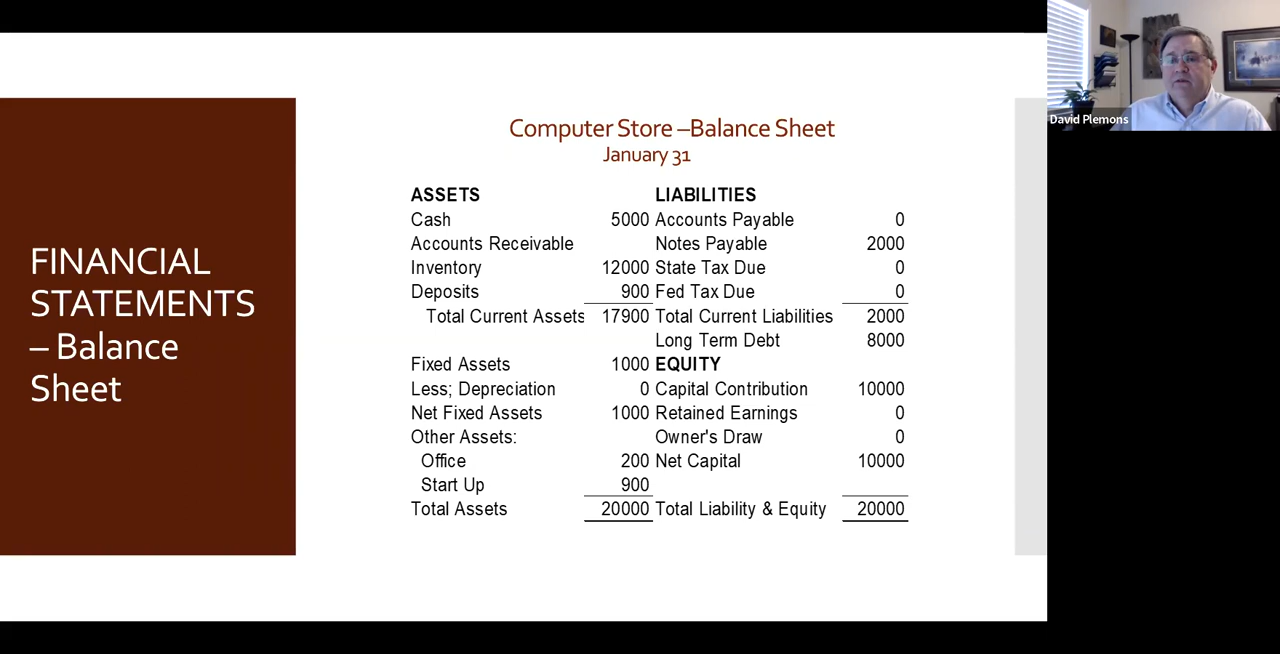 FINANCIAL
STATEMENTS
– Balance
Sheet
Computer Store –Balance Sheet
January 31
ASSETS LIABILITIES
Cash 5000 Accounts Payable 0
Accounts Receivable Notes Payable 2000
Inventory 12000 State Tax Due 0
Deposits 900 Fed Tax Due 0
Total Current Assets 17900 Total Current Liabilities 2000
Long Term Debt 8000
Fixed Assets 1000 EQUITY
Less; Depreciation 0 Capital Contribution 10000
Net Fixed Assets 1000 Retained Earnings 0
Other Assets: Owner's Draw 0
Office 200 Net Capital 10000
Start Up 900
Total Assets 20000 Total Liability & Equity 20000
David Plemons